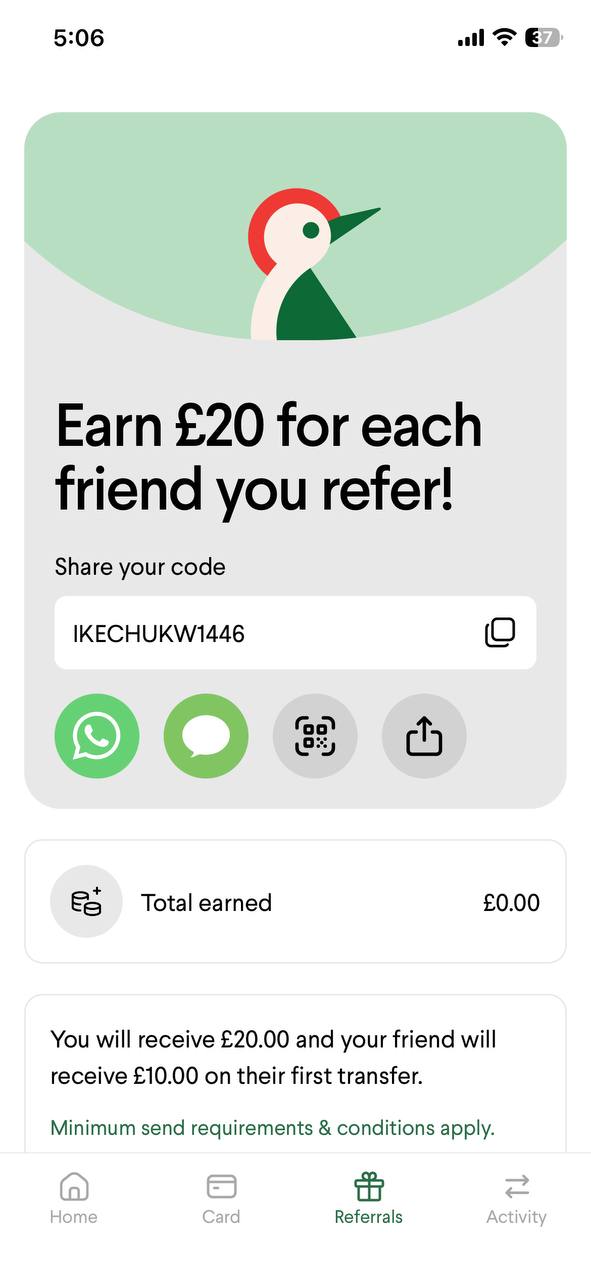 5:06
37
Earn £20 for each
friend you refer!
Share your code
IKECHUKW1446
Total earned
£0.00
You will receive £20.00 and your friend will
receive £10.00 on their first transfer.
Minimum send requirements & conditions apply.
Home
Card
Referrals
Activity